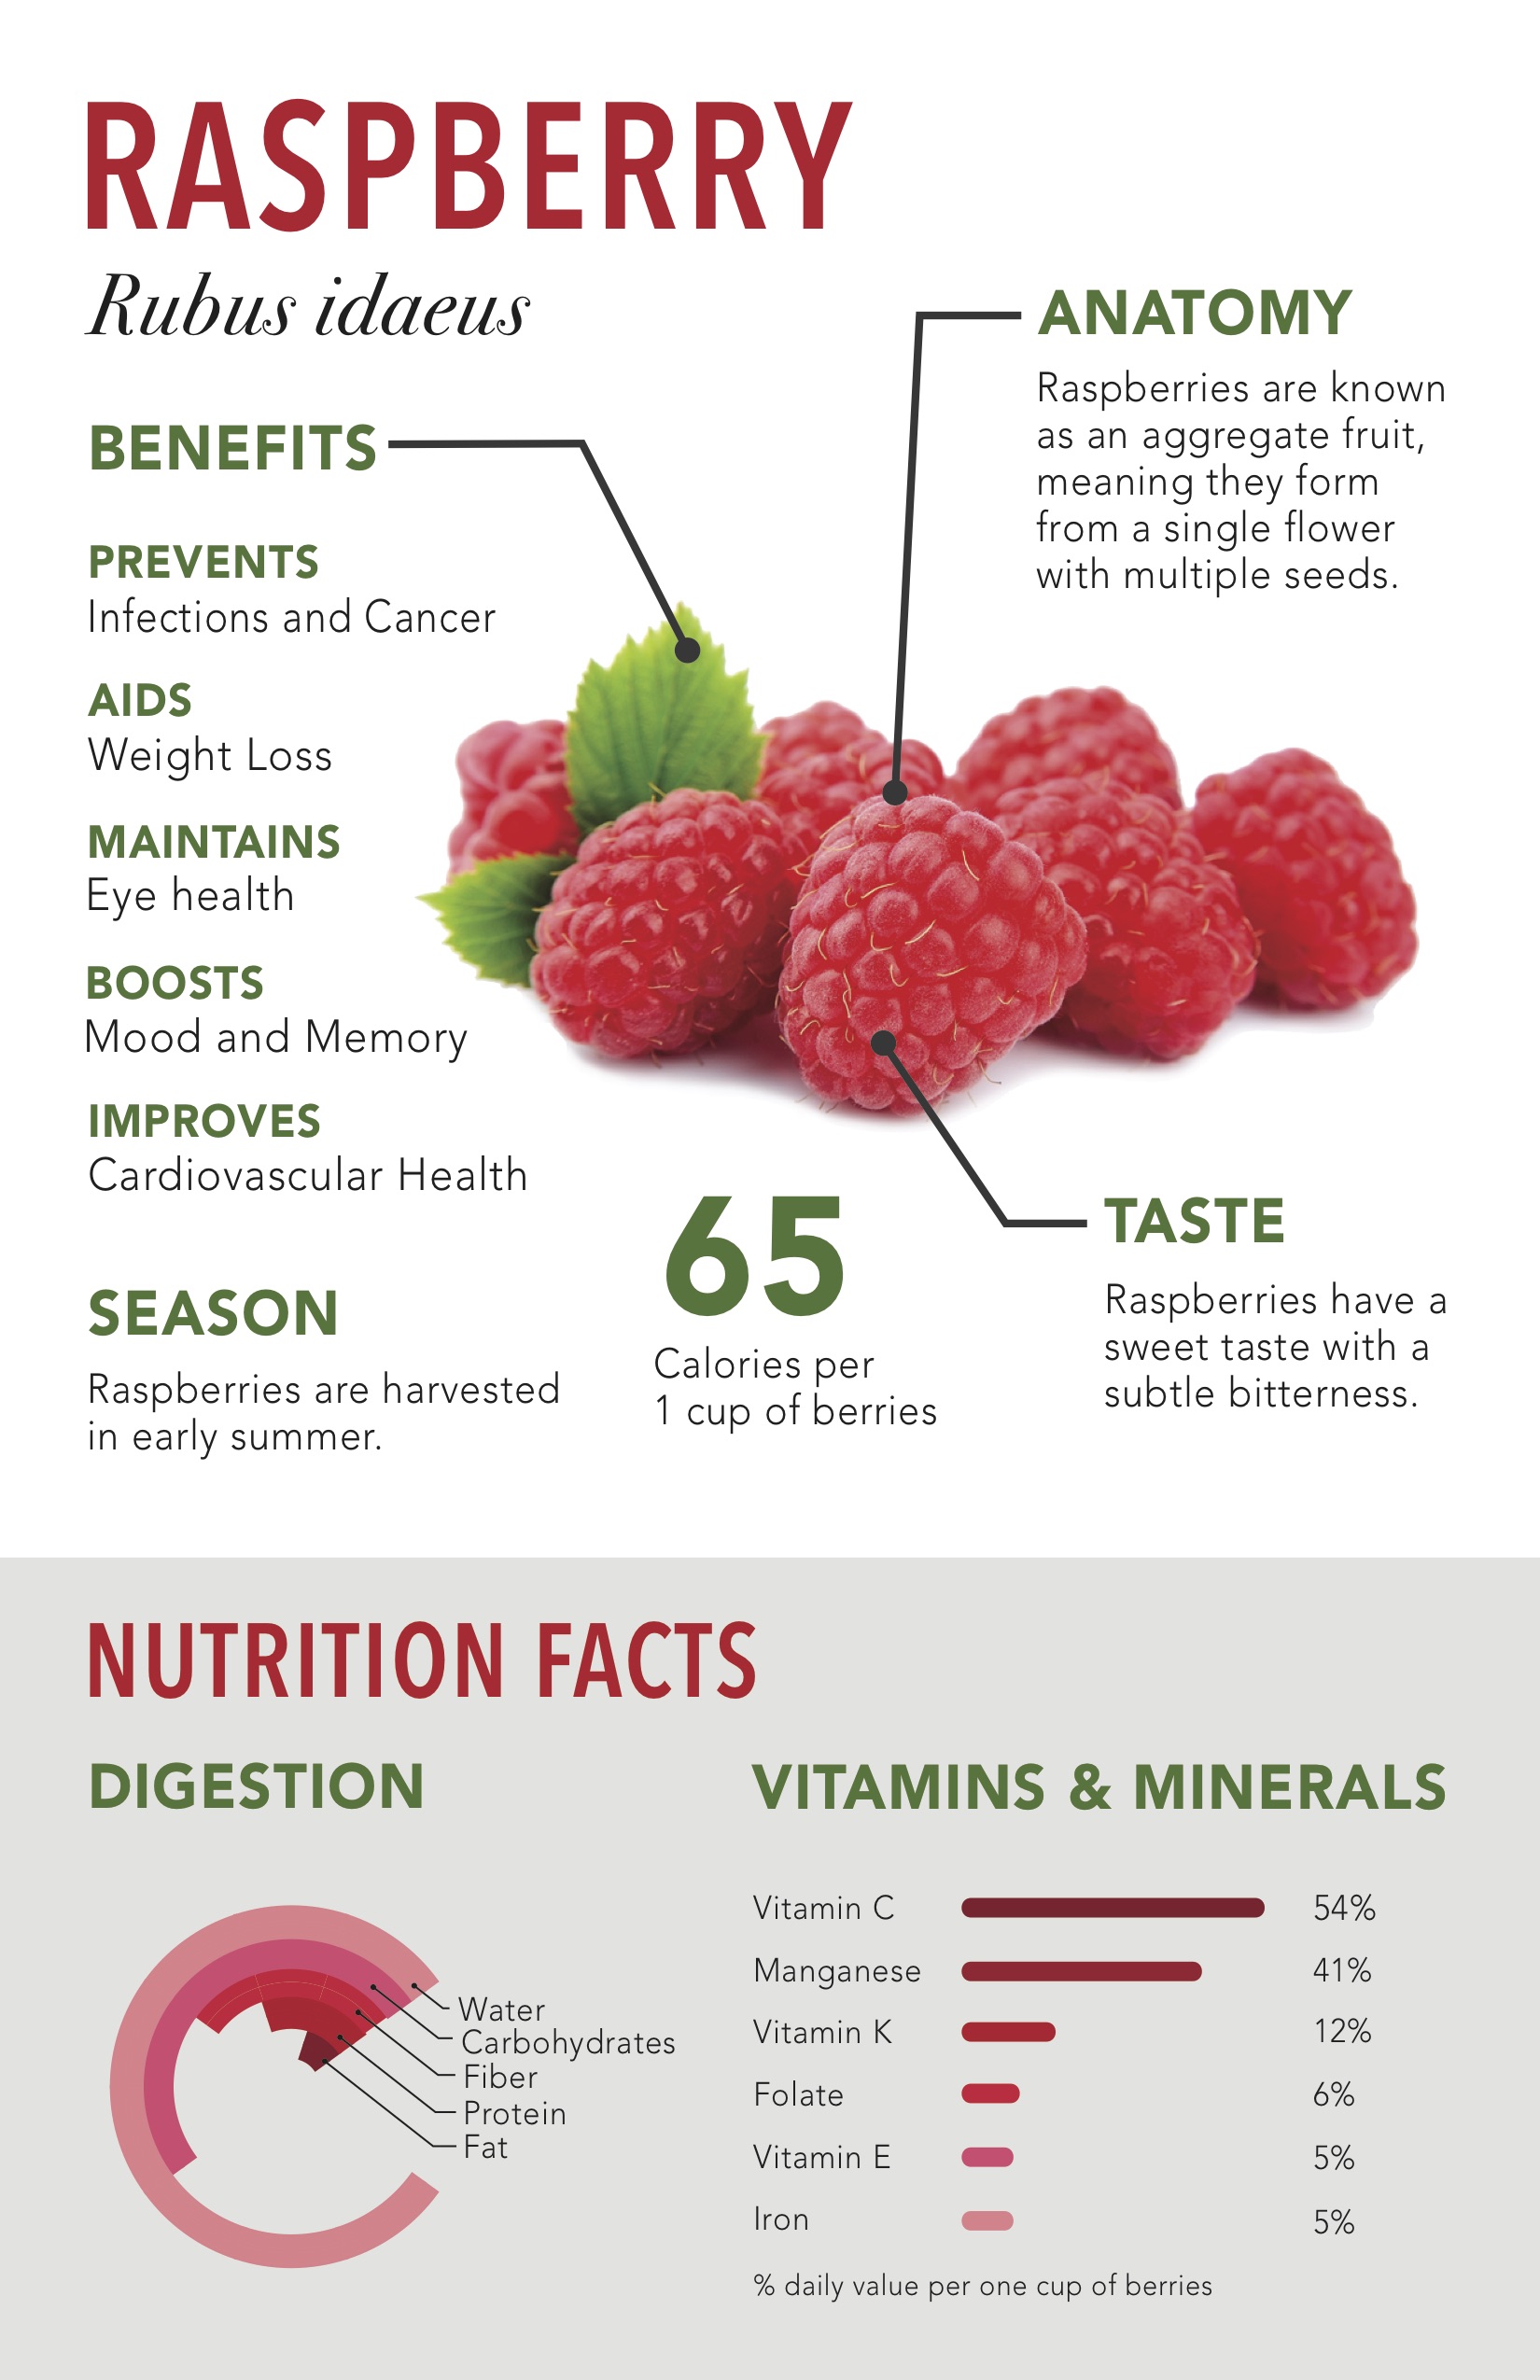 RASPBERRY
Rubus idaeus
BENEFITS
PREVENTS
Infections and Cancer
AIDS
Weight Loss
MAINTAINS
Eye health
BOOSTS
Mood and Memory
IMPROVES
Cardiovascular Health
SEASON
Raspberries are harvested
in early summer.
ANATOMY
Raspberries are known
as an aggregate fruit,
meaning they form
from a single flower
with multiple seeds.
65
Calories per
1 cup of berries
TASTE
Raspberries have a
sweet taste with a
subtle bitterness.
NUTRITION FACTS
DIGESTION
Water
Carbohydrates
Fiber
Protein
Fat
VITAMINS & MINERALS
Vitamin C 54%
Manganese 41%
Vitamin K 12%
Folate 6%
Vitamin E 5%
Iron 5%
% daily value per one cup of berries